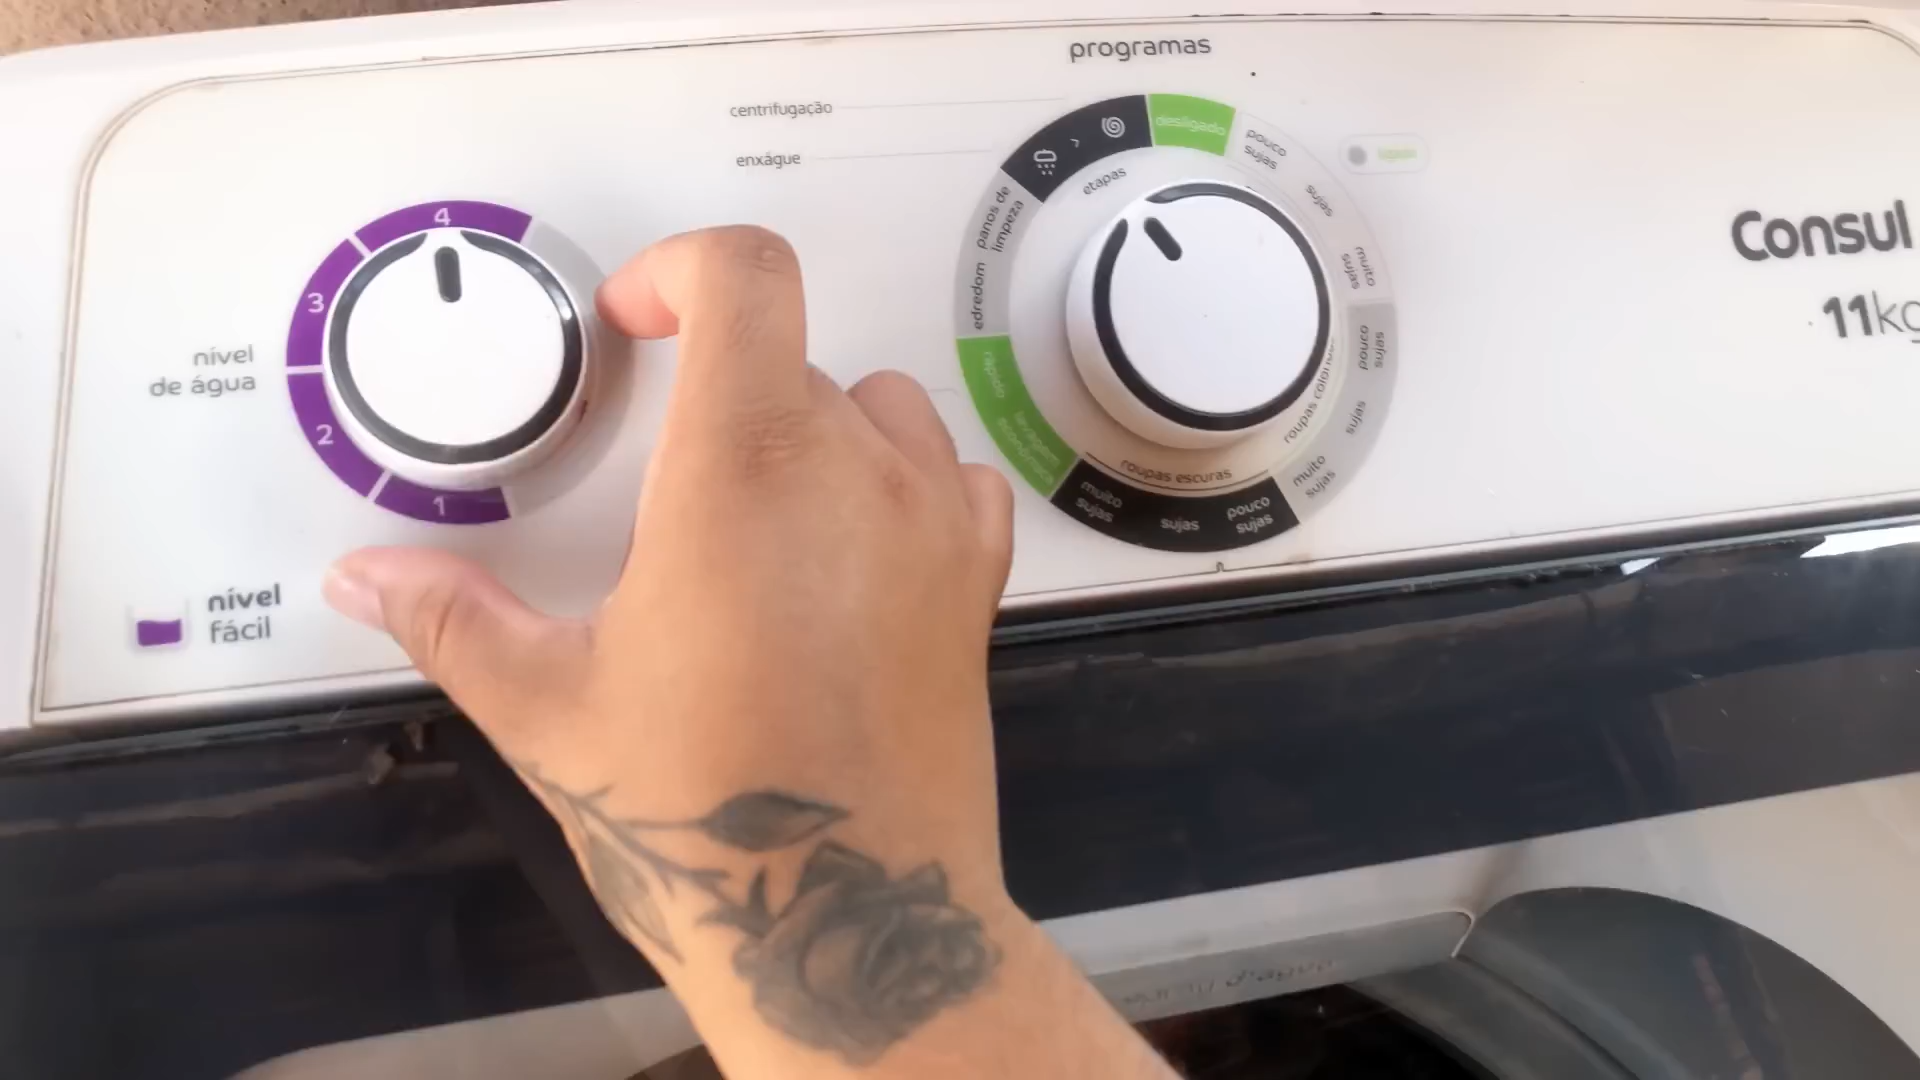 programas
centrifugação
enxágue
desligado
pouco
sujas
sujas
muito
sujas
pouco
sujas
sujas
muito
sujas
pouco
sujas
sujas
muito
sujas
roupas escuras
lavagem
econômica
rápido
edredom
panos de
limpeza
etapas
4
3
2
1
nível
de água
nível
fácil
Consul
11kg